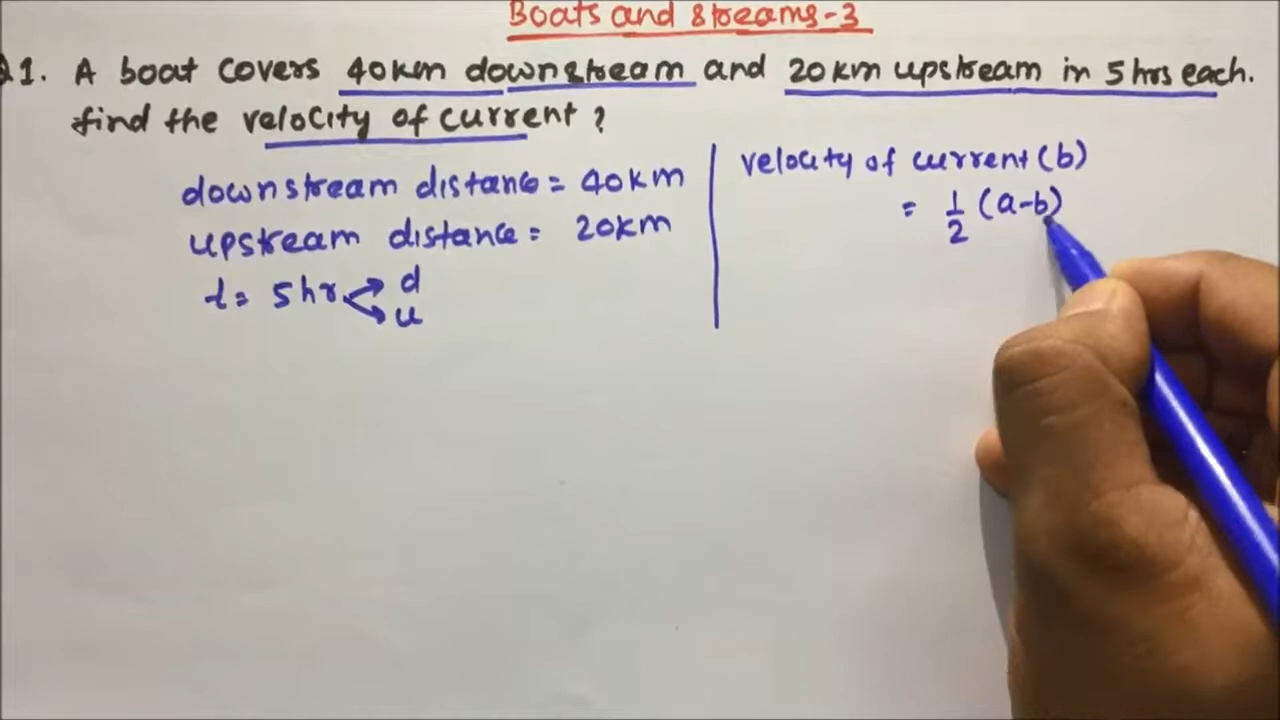 Boats and streams-3
1. A boat covers 40km downstream and 20km upstream in 5hrs each.
find the velocity of current?
downstream distance = 40km
upstream distance = 20km
t = 5hr d
u
velocity of current (b)
= 1/2 (a-b)